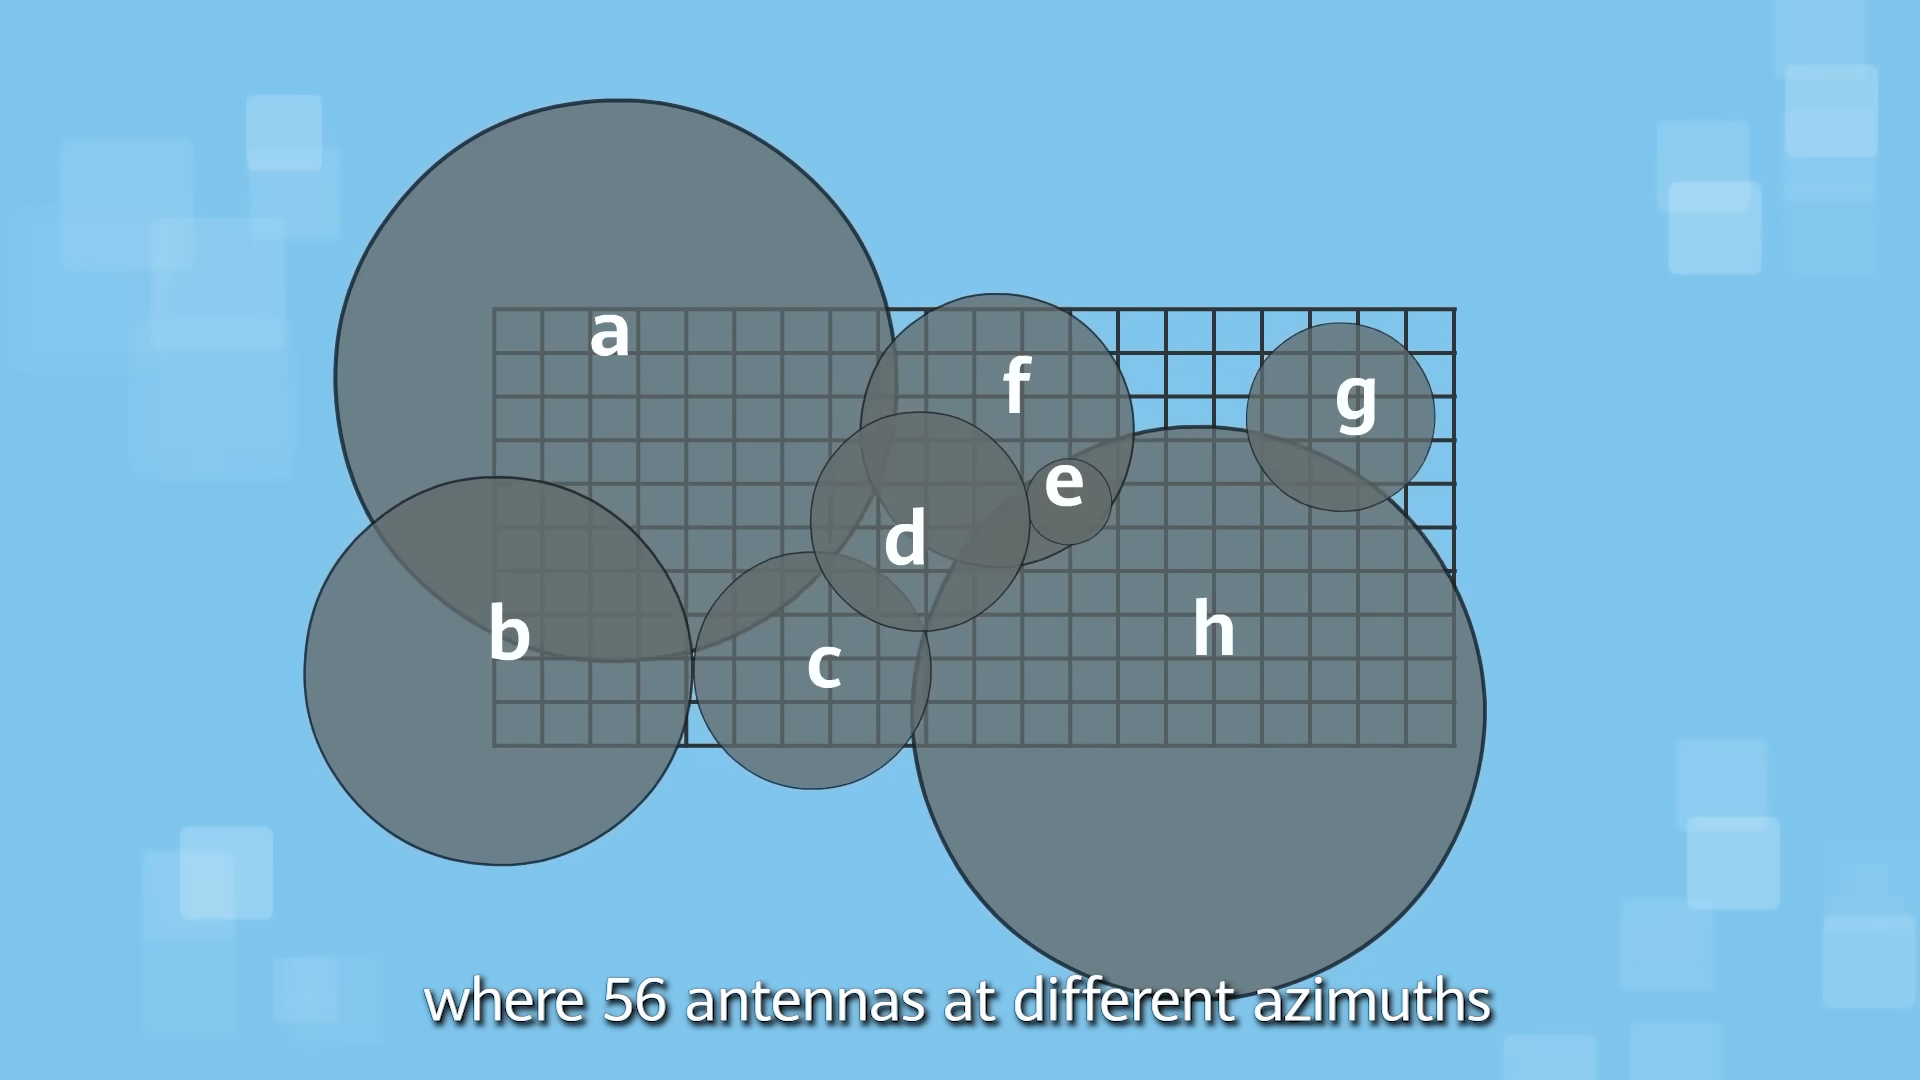 a
f
g
e
d
b
h
c
where 56 antennas at different azimuths